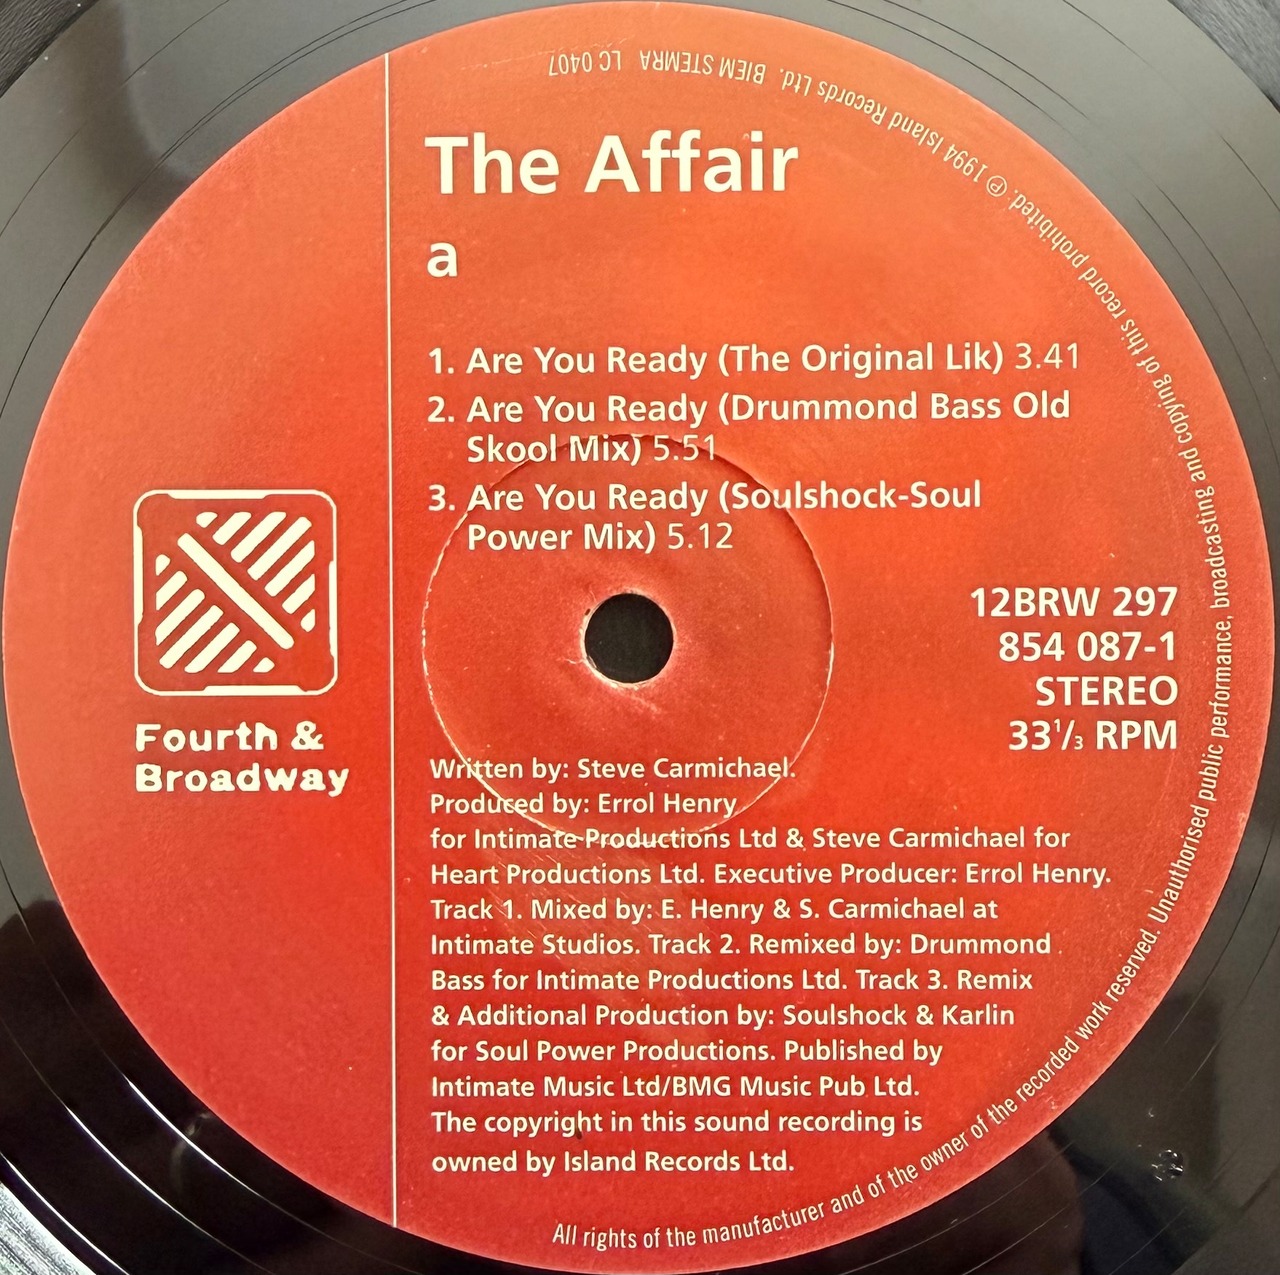 The Affair
a
1. Are You Ready (The Original Lik) 3.41
2. Are You Ready (Drummond Bass Old
Skool Mix) 5.51
3. Are You Ready (Soulshock-Soul
Power Mix) 5.12
12BRW 297
854 087-1
STEREO
33 1/3 RPM
Fourth &
Broadway
Written by: Steve Carmichael.
Produced by: Errol Henry
for Intimate Productions Ltd & Steve Carmichael for
Heart Productions Ltd. Executive Producer: Errol Henry.
Track 1. Mixed by: E. Henry & S. Carmichael at
Intimate Studios. Track 2. Remixed by: Drummond
Bass for Intimate Productions Ltd. Track 3. Remix
& Additional Production by: Soulshock & Karlin
for Soul Power Productions. Published by
Intimate Music Ltd/BMG Music Pub Ltd.
The copyright in this sound recording is
owned by Island Records Ltd.
All rights of the manufacturer and of the owner of the recorded work reserved. Unauthorised public performance, broadcasting and copying of this record prohibited. ℗ 1994 Island Records Ltd. BIEM STEMRA LC 0407